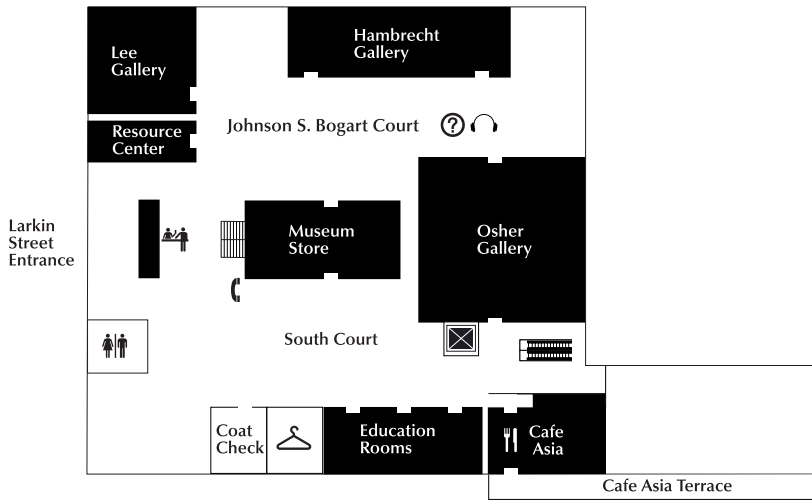 Lee
Gallery
Hambrecht
Gallery
Resource
Center
Johnson S. Bogart Court
?
Larkin
Street
Entrance
Museum
Store
Osher
Gallery
South Court
Coat
Check
Education
Rooms
Cafe
Asia
Cafe Asia Terrace